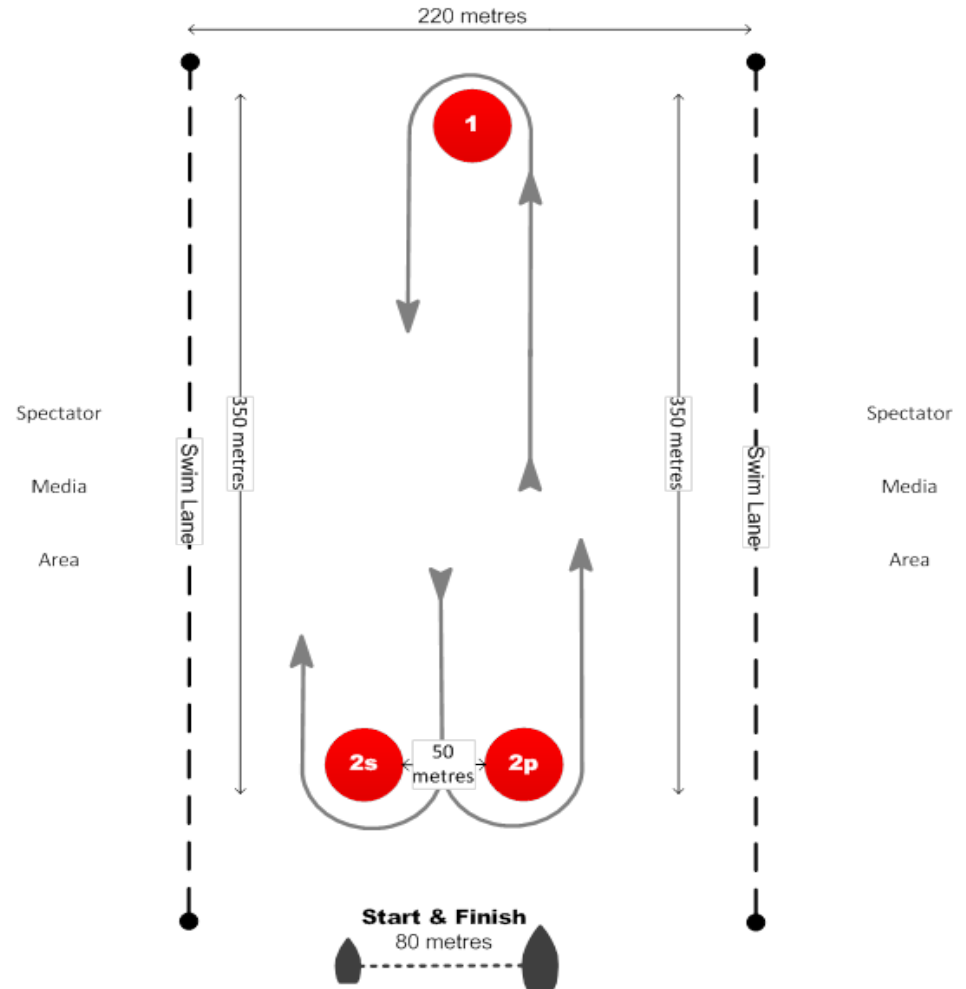 220 metres
1
350 metres
350 metres
Spectator
Media
Area
Swim Lane
Swim Lane
Spectator
Media
Area
2s
50
metres
2p
Start & Finish
80 metres